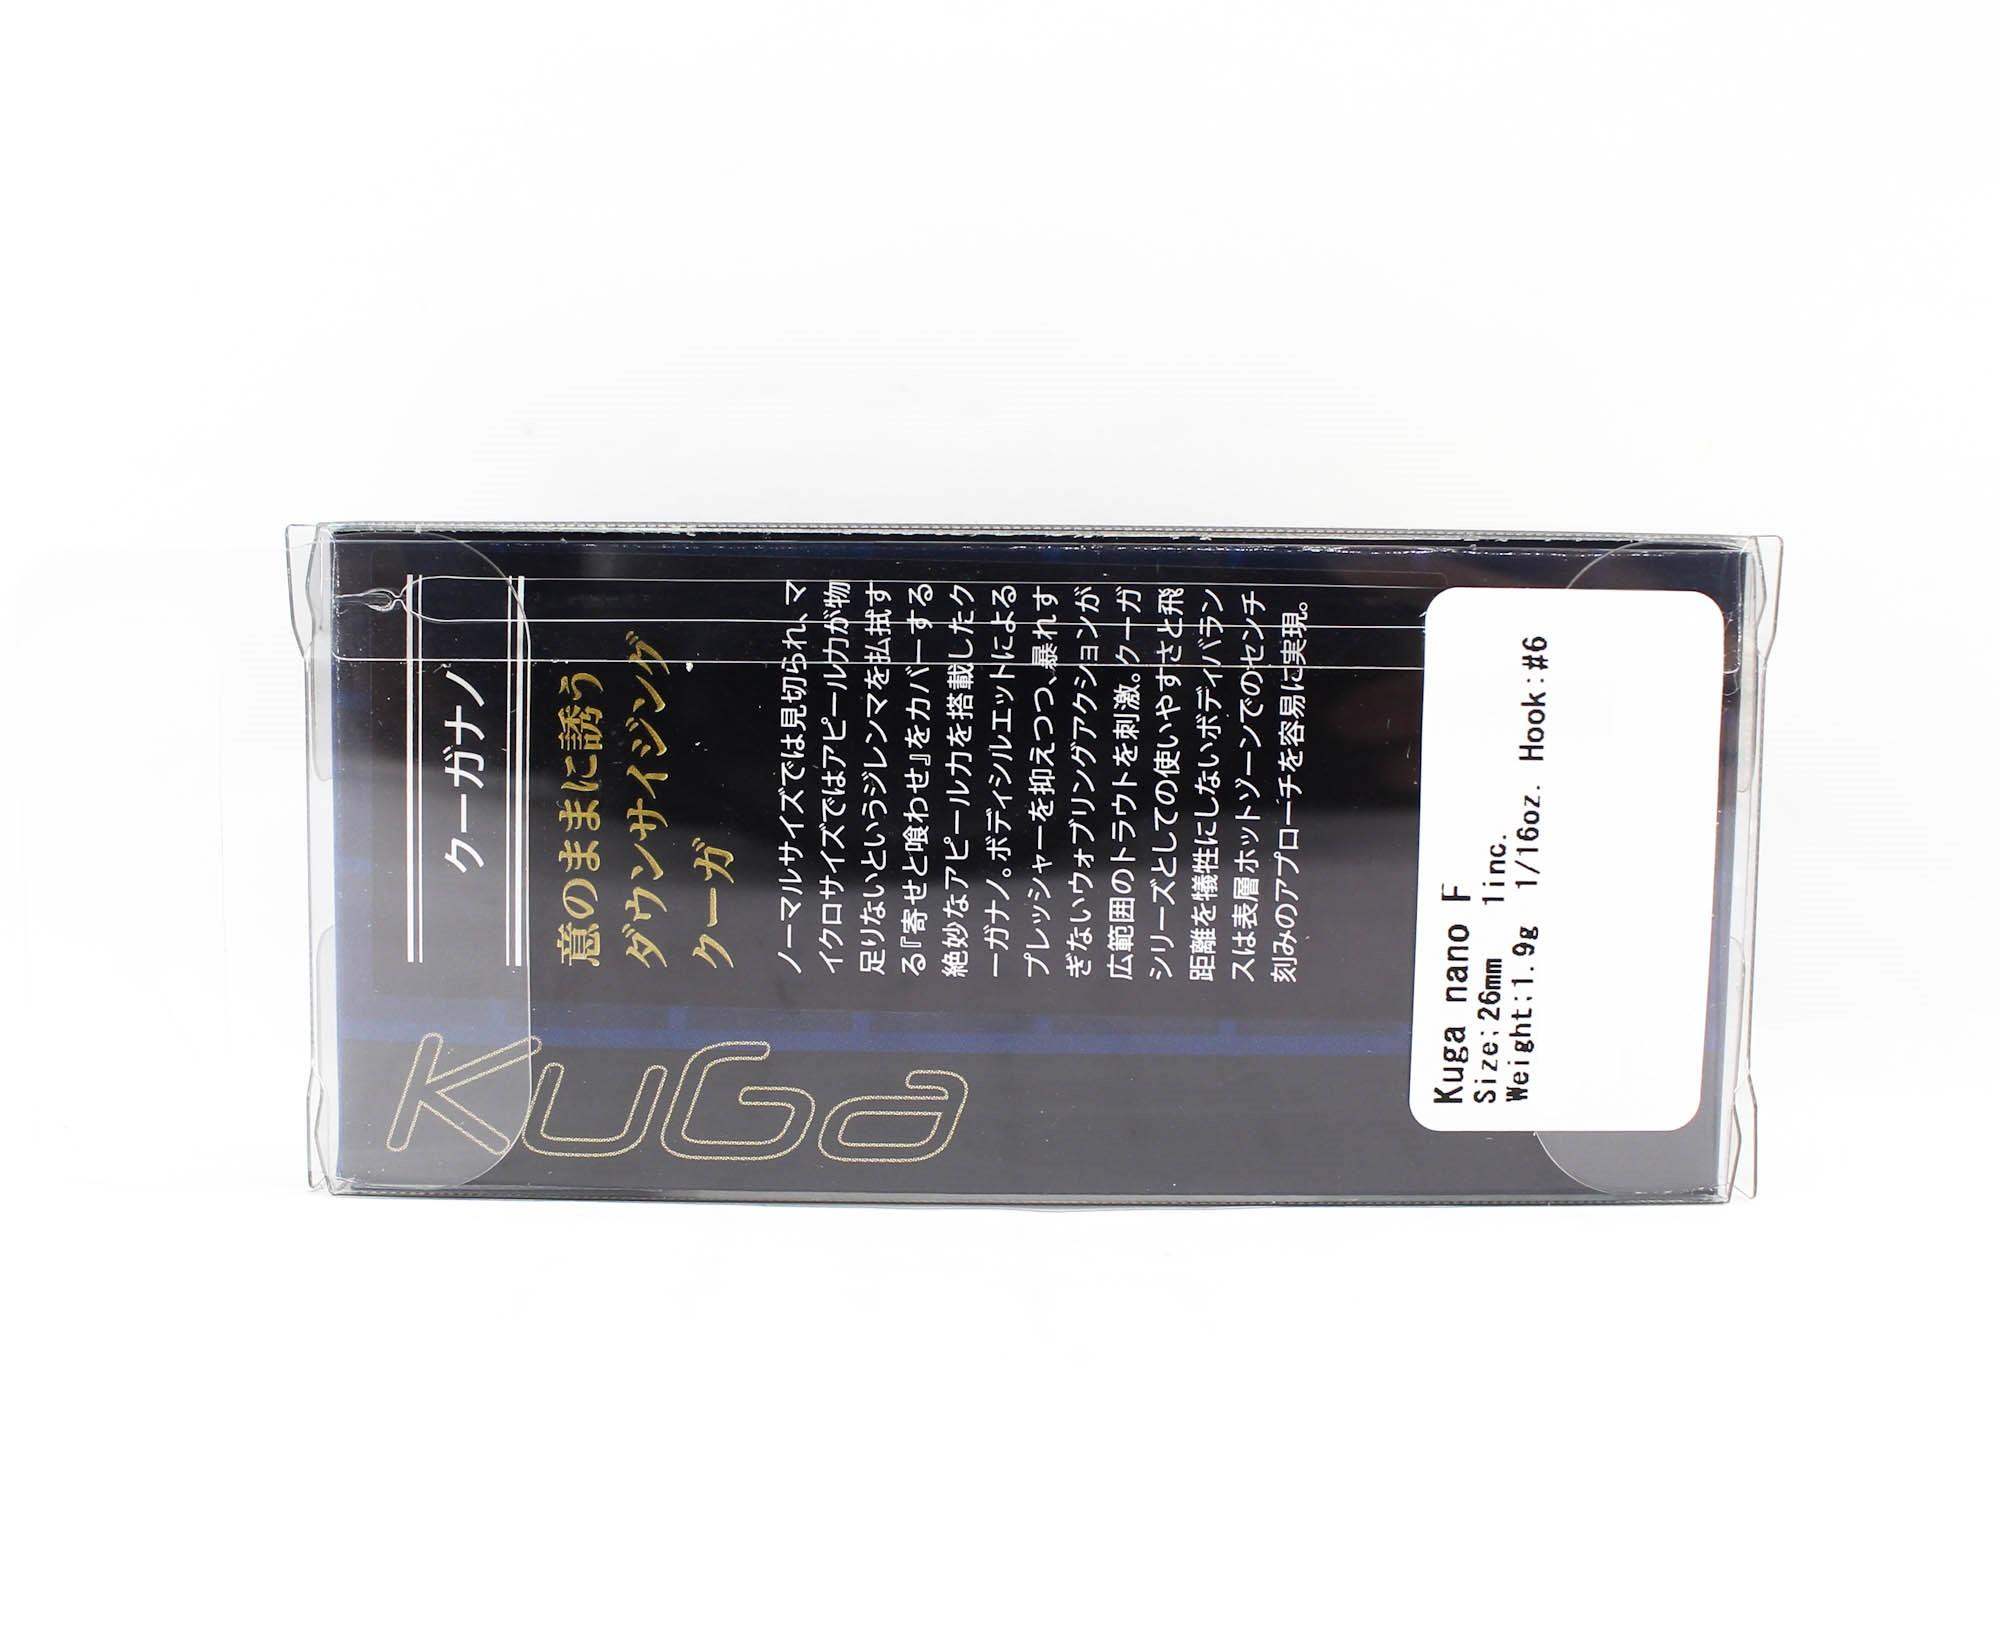 クーガナノ
意のままに誘う
ダウンサイジング
クーガ
ノーマルサイズでは見切られ、マ
イクロサイズではアピール力が物
足りないというジレンマを払拭す
る『寄せと喰わせ』をカバーする
絶妙なアピール力を搭載したク
ーガナノ。ボディシルエットによる
プレッシャーを抑えつつ、暴れす
ぎないウォブリングアクションが
広範囲のトラウトを刺激。クーガ
シリーズとしての使いやすさと飛
距離を犠牲にしないボディバラン
スは表層ホットゾーンでのセンチ
刻みのアプローチを容易に実現。
KuGa
Kuga nano F
Size;26mm 1inc.
Weight;1.9g 1/16oz. Hook:#6